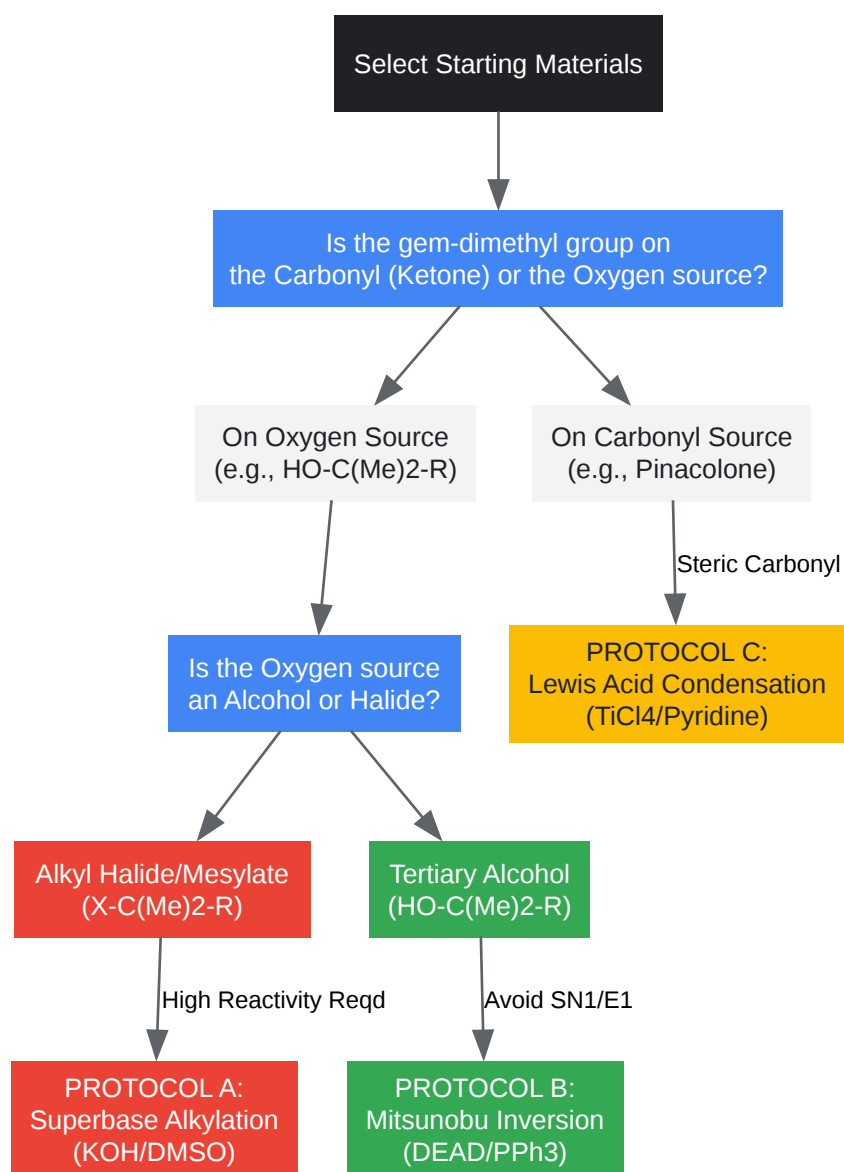 Select Starting Materials
Is the gem-dimethyl group on
the Carbonyl (Ketone) or the Oxygen source?
On Oxygen Source
(e.g., HO-C(Me)2-R)
On Carbonyl Source
(e.g., Pinacolone)
Steric Carbonyl
Is the Oxygen source
an Alcohol or Halide?
PROTOCOL C:
Lewis Acid Condensation
(TiCl4/Pyridine)
Alkyl Halide/Mesylate
(X-C(Me)2-R)
Tertiary Alcohol
(HO-C(Me)2-R)
High Reactivity Reqd
Avoid SN1/E1
PROTOCOL A:
Superbase Alkylation
(KOH/DMSO)
PROTOCOL B:
Mitsunobu Inversion
(DEAD/PPh3)